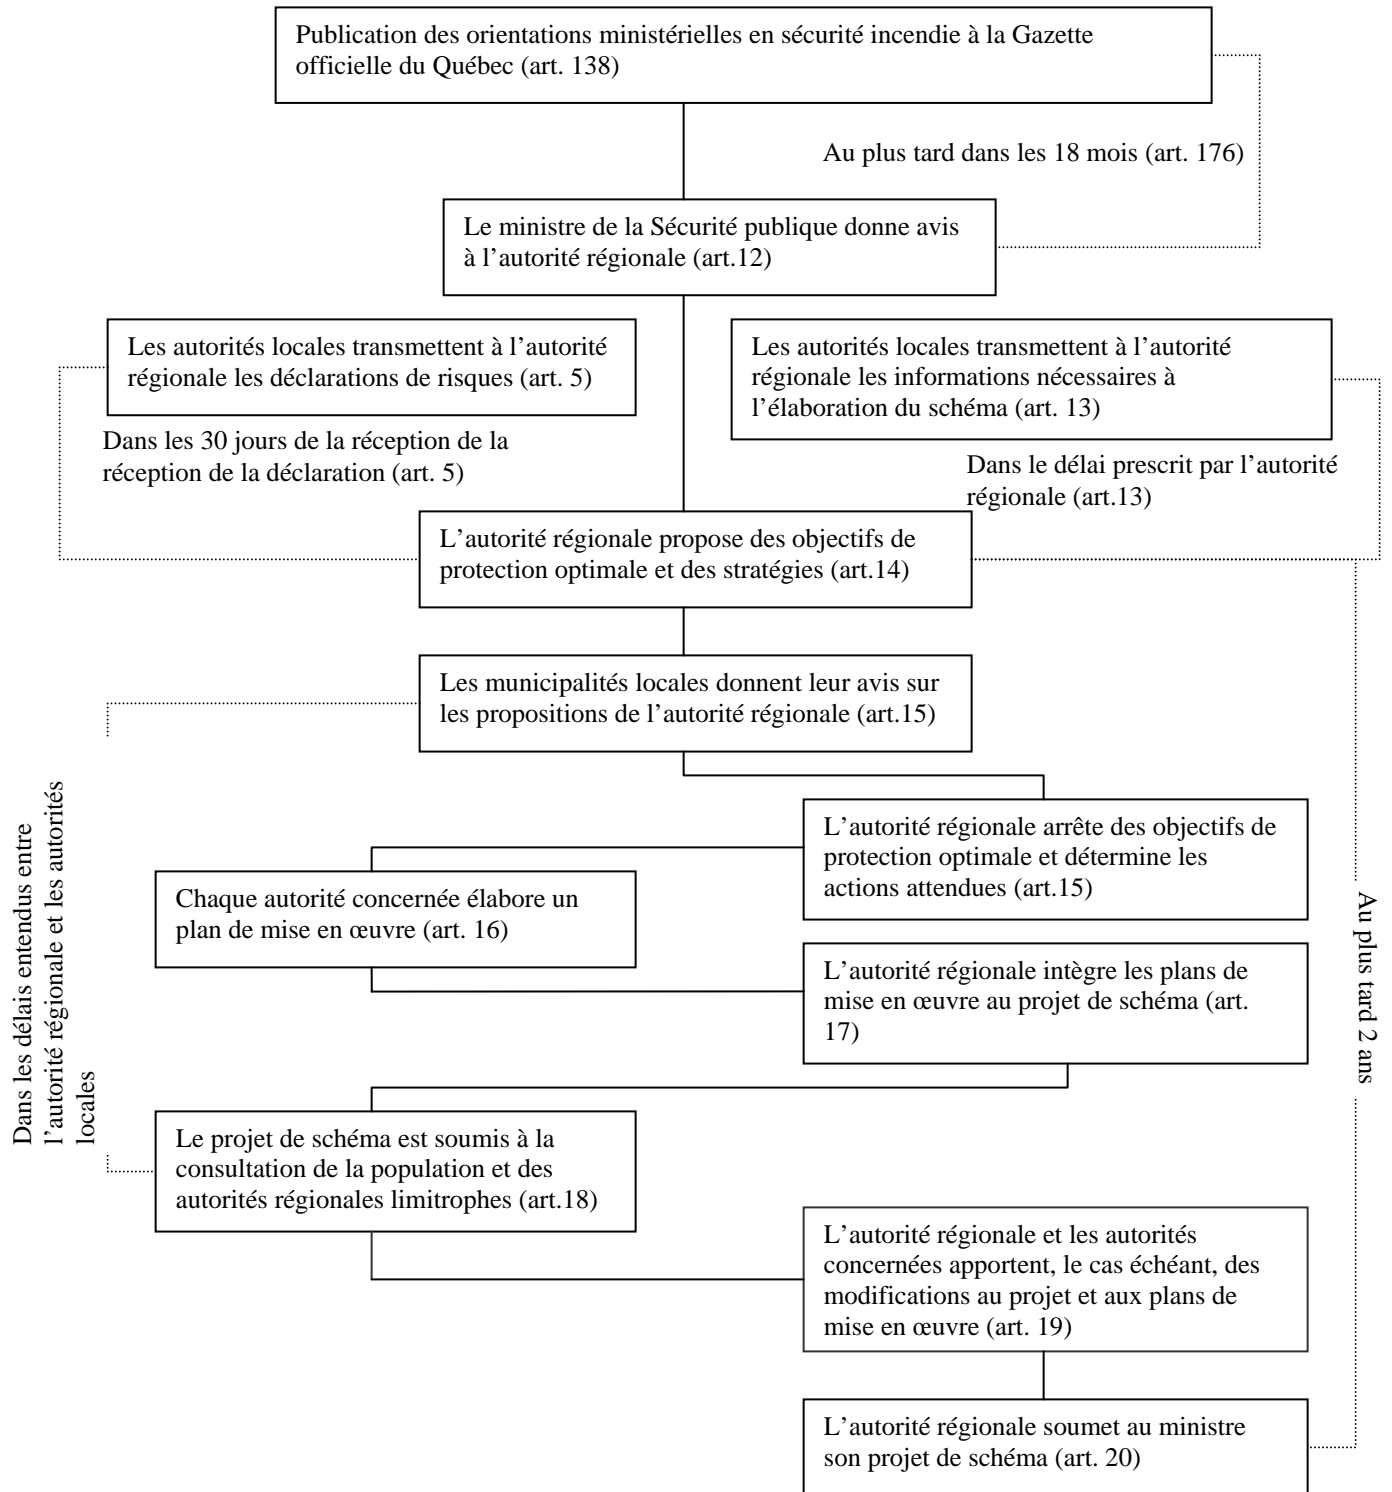 Publication des orientations ministérielles en sécurité incendie à la Gazette
officielle du Québec (art. 138)
Au plus tard dans les 18 mois (art. 176)
Le ministre de la Sécurité publique donne avis
à l’autorité régionale (art.12)
Les autorités locales transmettent à l’autorité
régionale les déclarations de risques (art. 5)
Dans les 30 jours de la réception de la
réception de la déclaration (art. 5)
Les autorités locales transmettent à l’autorité
régionale les informations nécessaires à
l’élaboration du schéma (art. 13)
Dans le délai prescrit par l’autorité
régionale (art.13)
L’autorité régionale propose des objectifs de
protection optimale et des stratégies (art.14)
Les municipalités locales donnent leur avis sur
les propositions de l’autorité régionale (art.15)
L’autorité régionale arrête des objectifs de
protection optimale et détermine les
actions attendues (art.15)
Chaque autorité concernée élabore un
plan de mise en œuvre (art. 16)
L’autorité régionale intègre les plans de
mise en œuvre au projet de schéma (art.
17)
Dans les délais entendus entre
l’autorité régionale et les autorités
locales
Au plus tard 2 ans
Le projet de schéma est soumis à la
consultation de la population et des
autorités régionales limitrophes (art.18)
L’autorité régionale et les autorités
concernées apportent, le cas échéant, des
modifications au projet et aux plans de
mise en œuvre (art. 19)
L’autorité régionale soumet au ministre
son projet de schéma (art. 20)